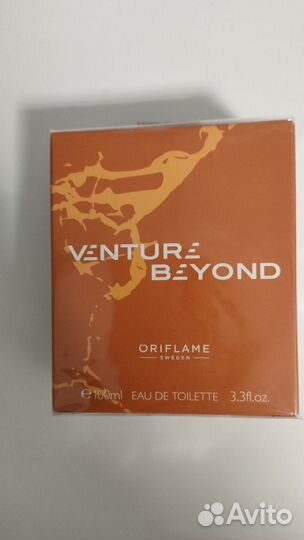 VENTURE
BEYOND
ORIFLAME
SWEDEN
℮100ml EAU DE TOILETTE 3.3fl.oz.
Avito